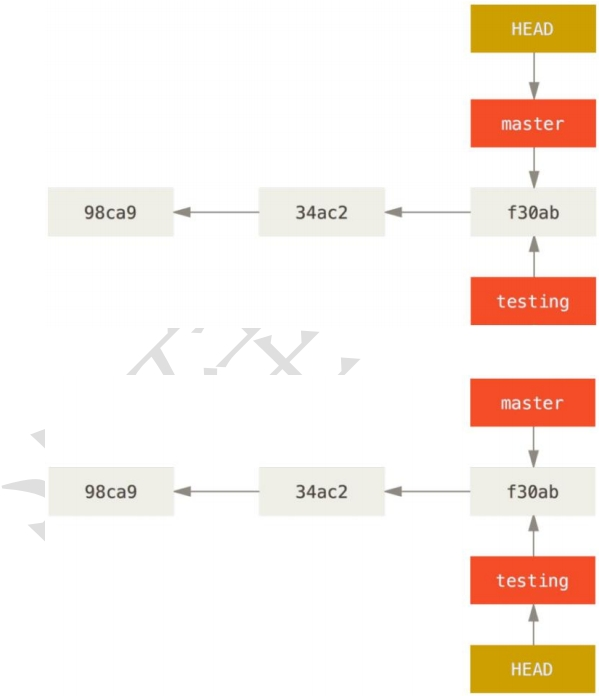 HEAD
master
98ca9 34ac2 f30ab
testing
master
98ca9 34ac2 f30ab
testing
HEAD